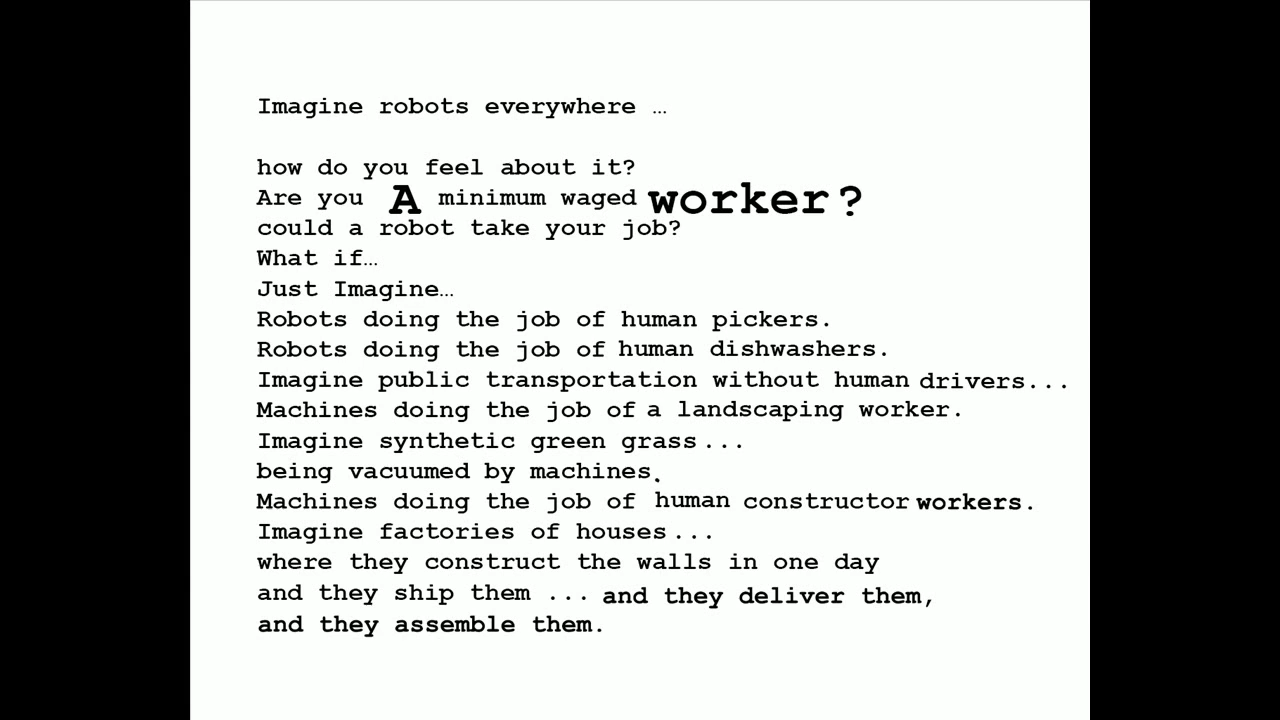 Imagine robots everywhere …
how do you feel about it?
Are you A minimum waged worker?
could a robot take your job?
What if…
Just Imagine…
Robots doing the job of human pickers.
Robots doing the job of human dishwashers.
Imagine public transportation without human drivers...
Machines doing the job of a landscaping worker.
Imagine synthetic green grass...
being vacuumed by machines.
Machines doing the job of human constructor workers.
Imagine factories of houses...
where they construct the walls in one day
and they ship them ... and they deliver them,
and they assemble them.